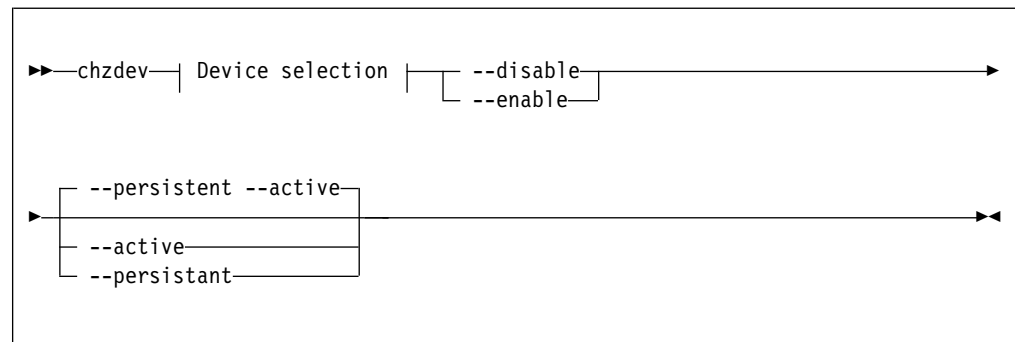 chzdev Device selection --disable
--enable
--persistent --active
--active
--persistant